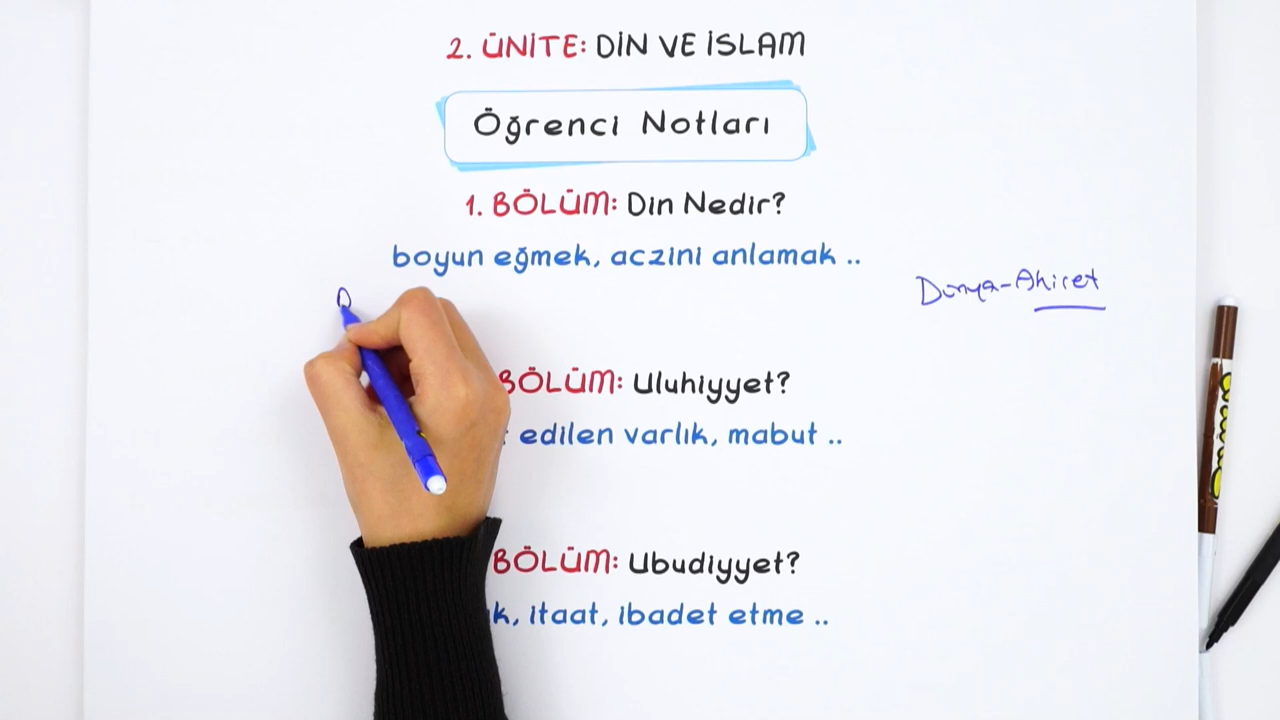 2. ÜNİTE: DİN VE İSLAM
Öğrenci Notları
1. BÖLÜM: Din Nedir?
boyun eğmek, aczini anlamak ..
Dünya-Ahiret
BÖLÜM: Uluhiyyet?
edilen varlık, mabut ..
BÖLÜM: Ubudiyyet?
itaat, ibadet etme ..